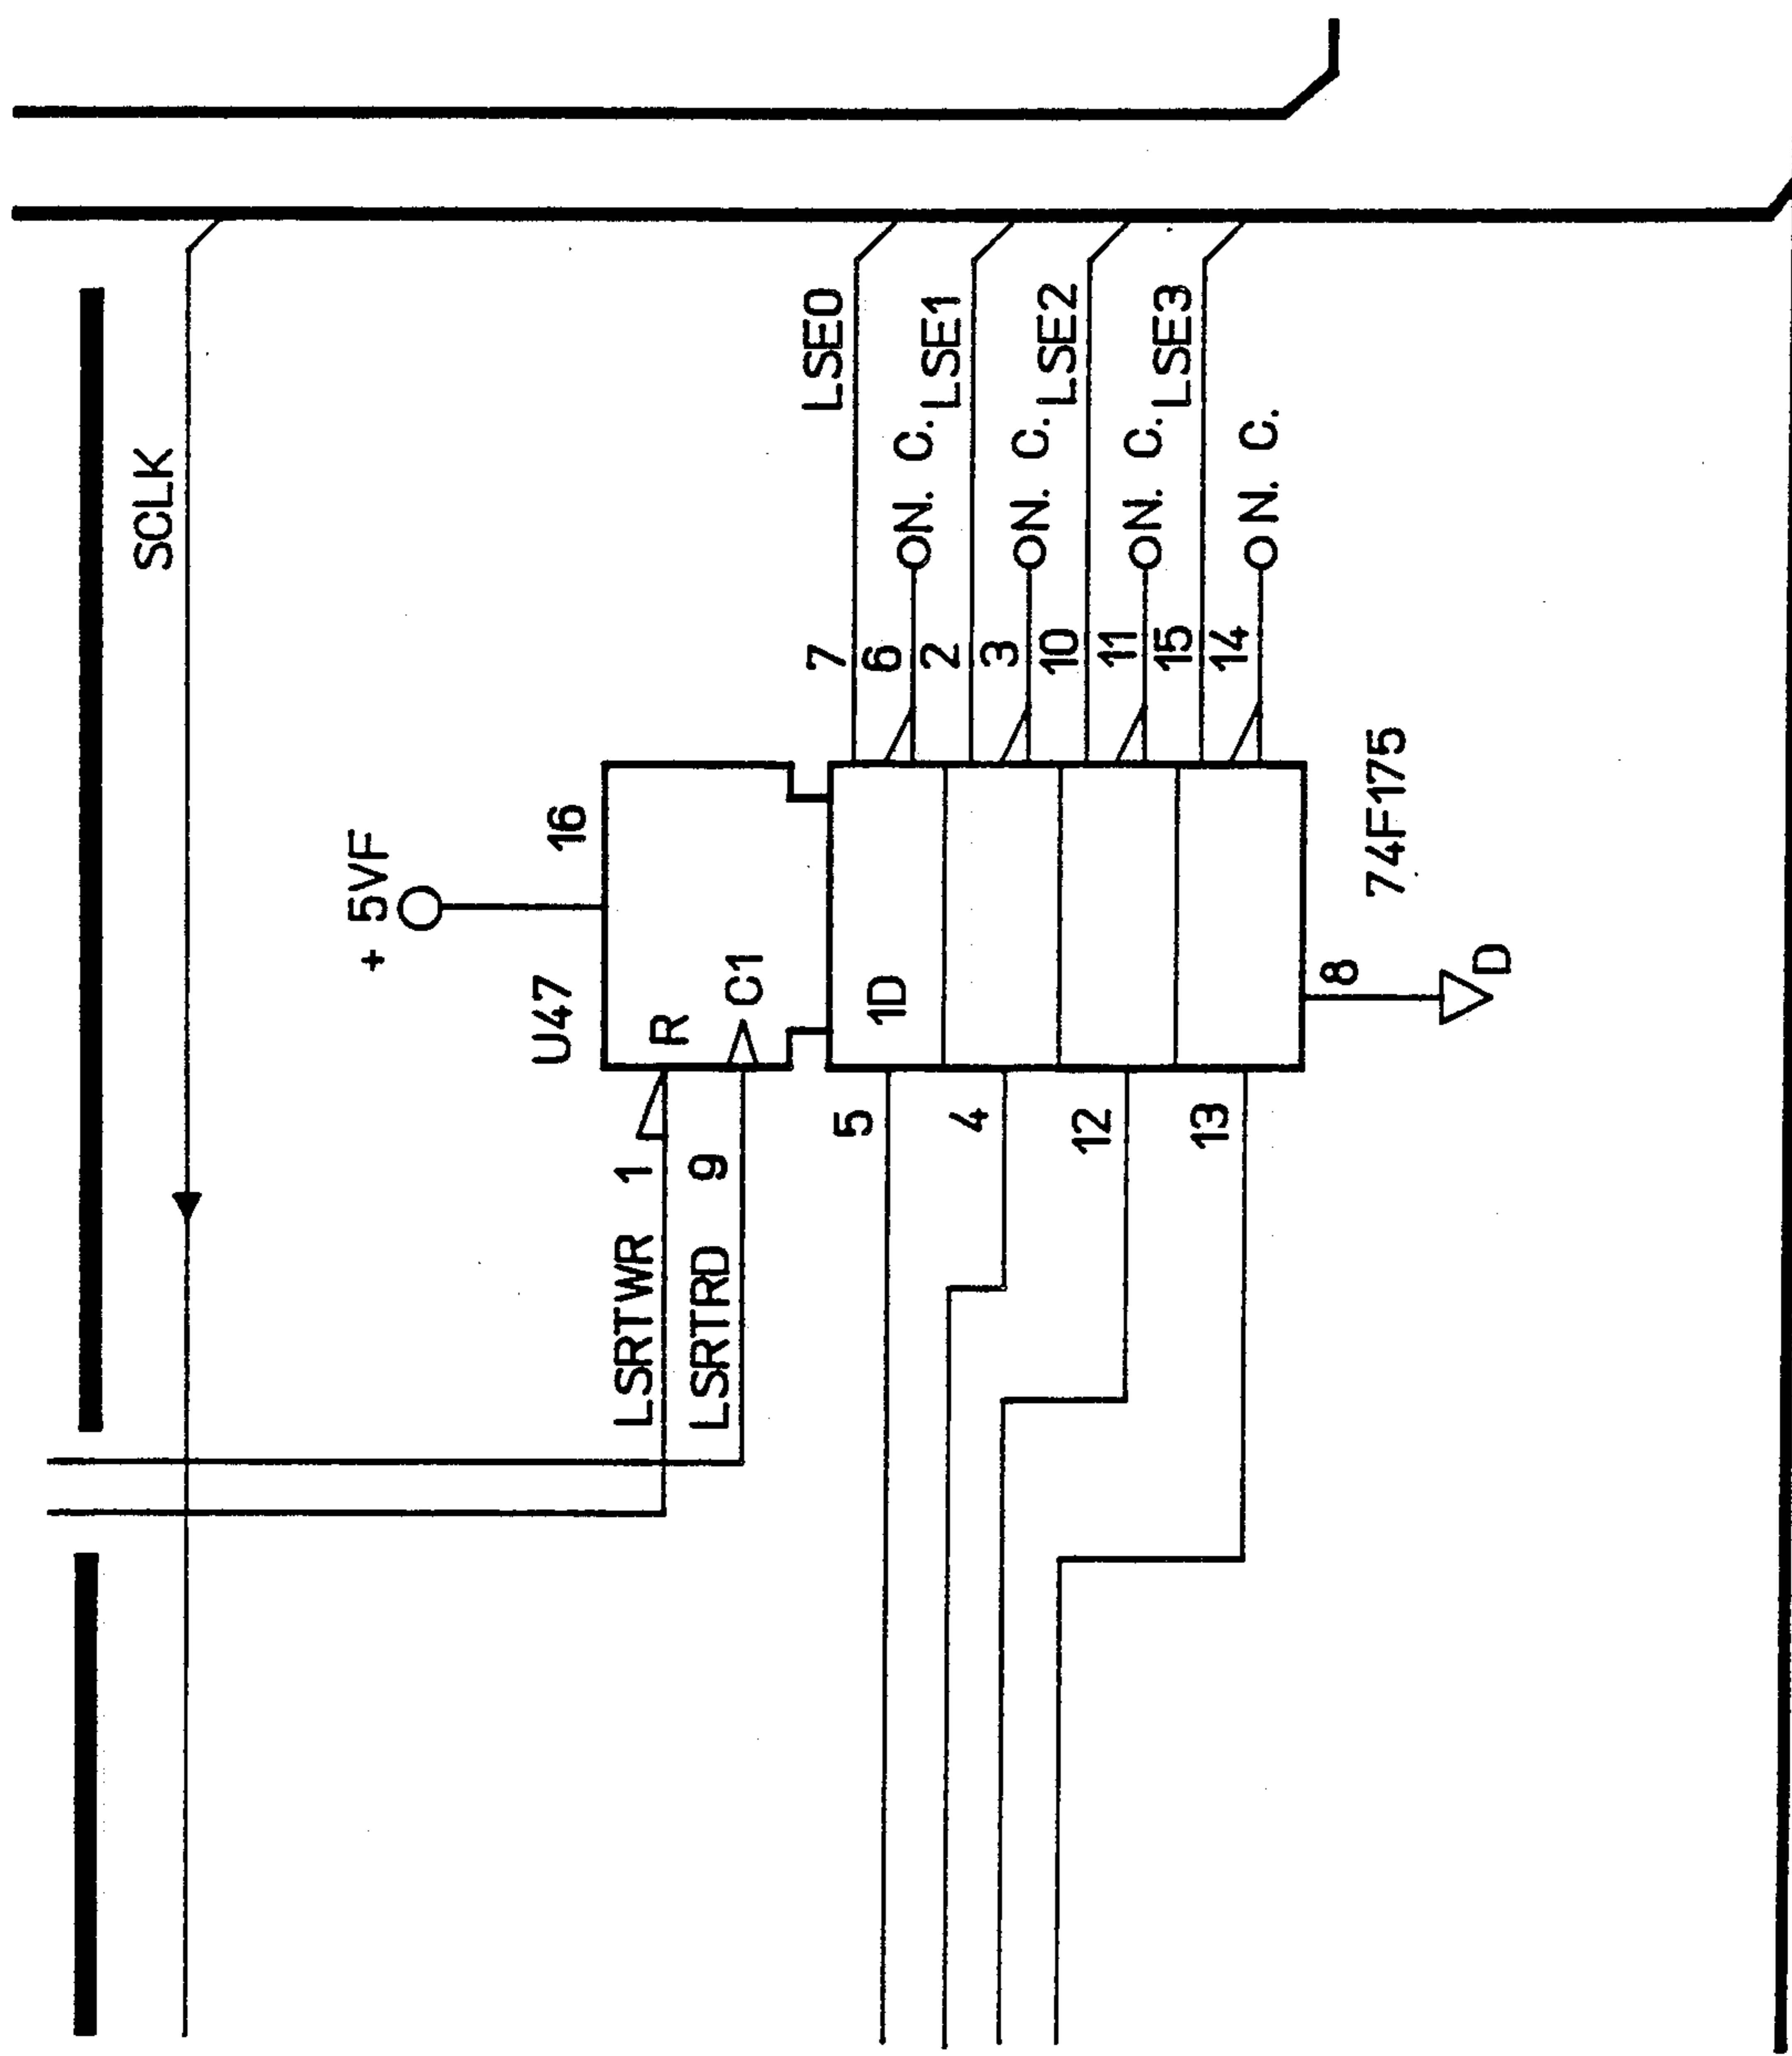 SCLK
+5VF
16
U47
LSRTWR 1
R
LSRTRD 9
C1
5
1D
7
LSE0
6
N. C.
4
2
LSE1
3
N. C.
12
10
LSE2
11
N. C.
13
15
LSE3
14
N. C.
8
74F175
D